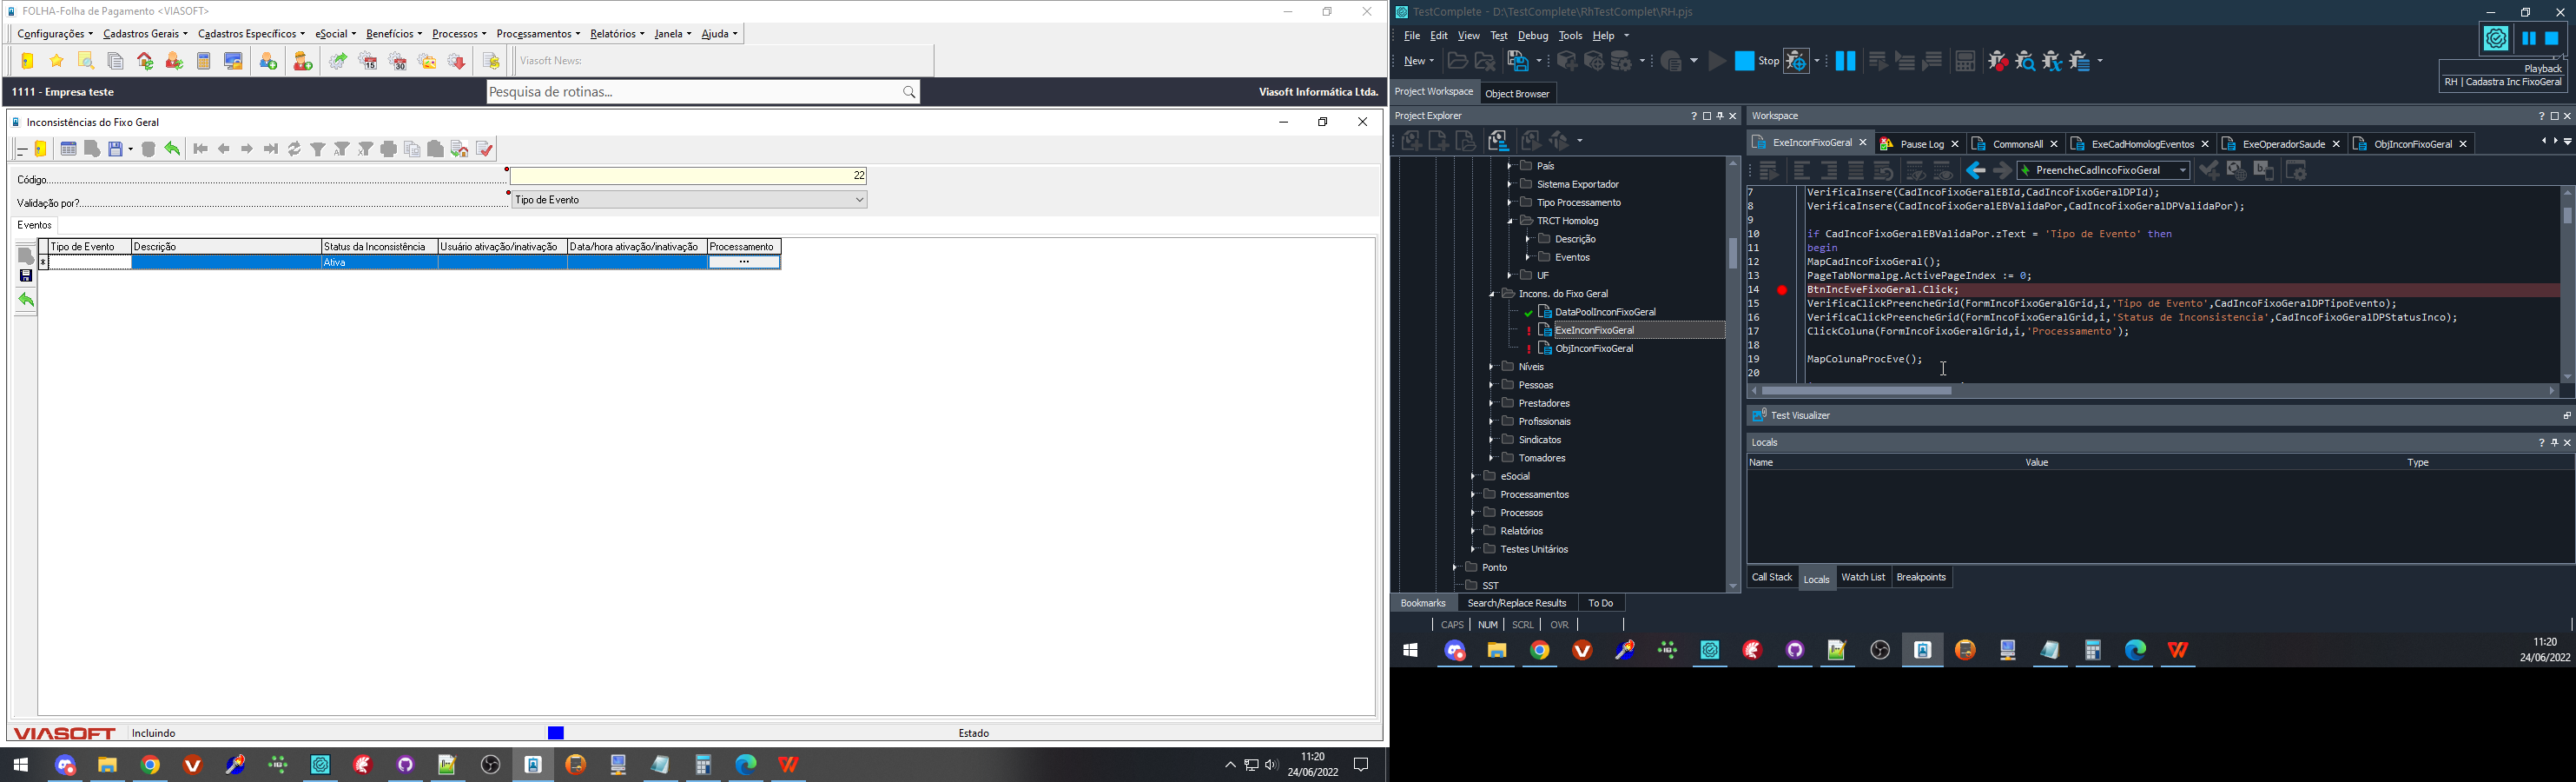 FOLHA-Folha de Pagamento <VIASOFT>
Configurações Cadastros Gerais Cadastros Específicos eSocial Benefícios Processos Processamentos Relatórios Janela Ajuda
Viasoft News:
1111 - Empresa teste
Pesquisa de rotinas...
Viasoft Informática Ltda.
Inconsistências do Fixo Geral
Código
22
Validação por?
Tipo de Evento
Eventos
Tipo de Evento Descrição Status da Inconsistência Usuário ativação/inativação Data/hora ativação/inativação Processamento
Ativa ...
VIASOFT Incluindo Estado
11:20
24/06/2022
TestComplete - D:\TestComplete\RhTestComplet\RH.pjs
File Edit View Test Debug Tools Help
New Stop
Playback
RH | Cadastra Inc FixoGeral
Project Workspace Object Browser
Project Explorer
País
Sistema Exportador
Tipo Processamento
TRCT Homolog
Descrição
Eventos
UF
Incons. do Fixo Geral
DataPoolInconFixoGeral
ExeInconFixoGeral
ObjInconFixoGeral
Níveis
Pessoas
Prestadores
Profissionais
Sindicatos
Tomadores
eSocial
Processamentos
Processos
Relatórios
Testes Unitários
Ponto
SST
Workspace
ExeInconFixoGeral Pause Log CommonsAll ExeCadHomologEventos ExeOperadorSaude ObjInconFixoGeral
PreencheCadIncoFixoGeral
7 VerificaInsere(CadIncoFixoGeralEBId,CadIncoFixoGeralDPId);
8 VerificaInsere(CadIncoFixoGeralEBValidaPor,CadIncoFixoGeralDPValidaPor);
9
10 if CadIncoFixoGeralEBValidaPor.zText = 'Tipo de Evento' then
11 begin
12 MapCadIncoFixoGeral();
13 PageTabNormalpg.ActivePageIndex := 0;
14 BtnIncEveFixoGeral.Click;
15 VerificaClickPreencheGrid(FormIncoFixoGeralGrid,i,'Tipo de Evento',CadIncoFixoGeralDPTipoEvento);
16 VerificaClickPreencheGrid(FormIncoFixoGeralGrid,i,'Status de Inconsistencia',CadIncoFixoGeralDPStatusInco);
17 ClickColuna(FormIncoFixoGeralGrid,i,'Processamento');
18
19 MapColunaProcEve();
20
Test Visualizer
Locals
Name Value Type
Call Stack Locals Watch List Breakpoints
Bookmarks Search/Replace Results To Do
CAPS NUM SCRL OVR
11:20
24/06/2022